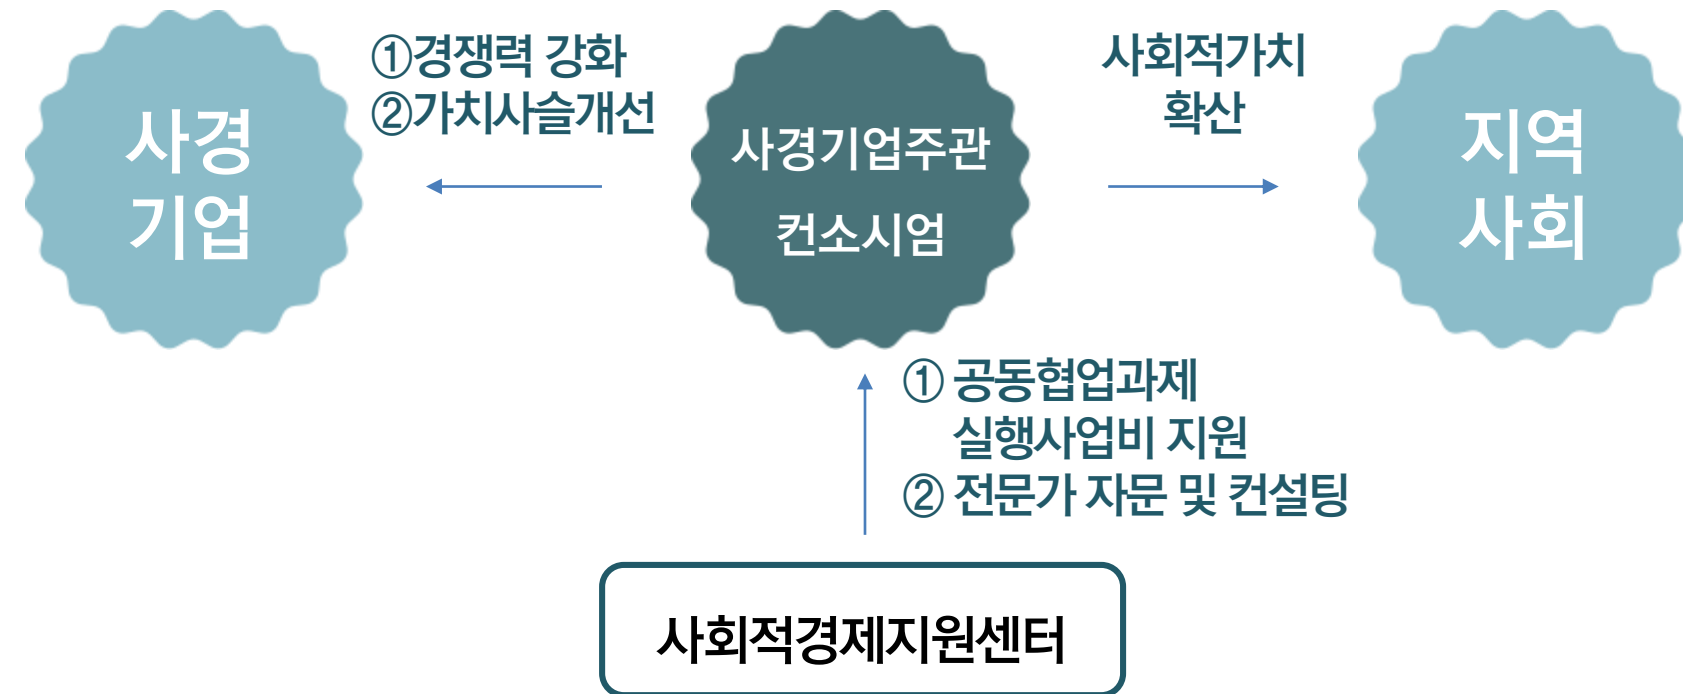 사경
기업
①경쟁력 강화
②가치사슬개선
사경기업주관
컨소시엄
사회적가치
확산
지역
사회
① 공동협업과제
실행사업비 지원
② 전문가 자문 및 컨설팅
사회적경제지원센터